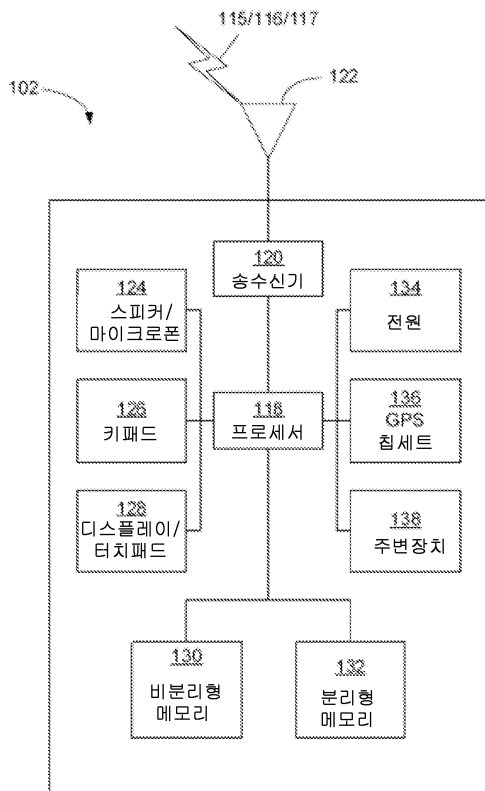 115/116/117
102
122
120
송수신기
124
스피커/
마이크로폰
134
전원
126
키패드
118
프로세서
136
GPS
칩세트
128
디스플레이/
터치패드
138
주변장치
130
비분리형
메모리
132
분리형
메모리